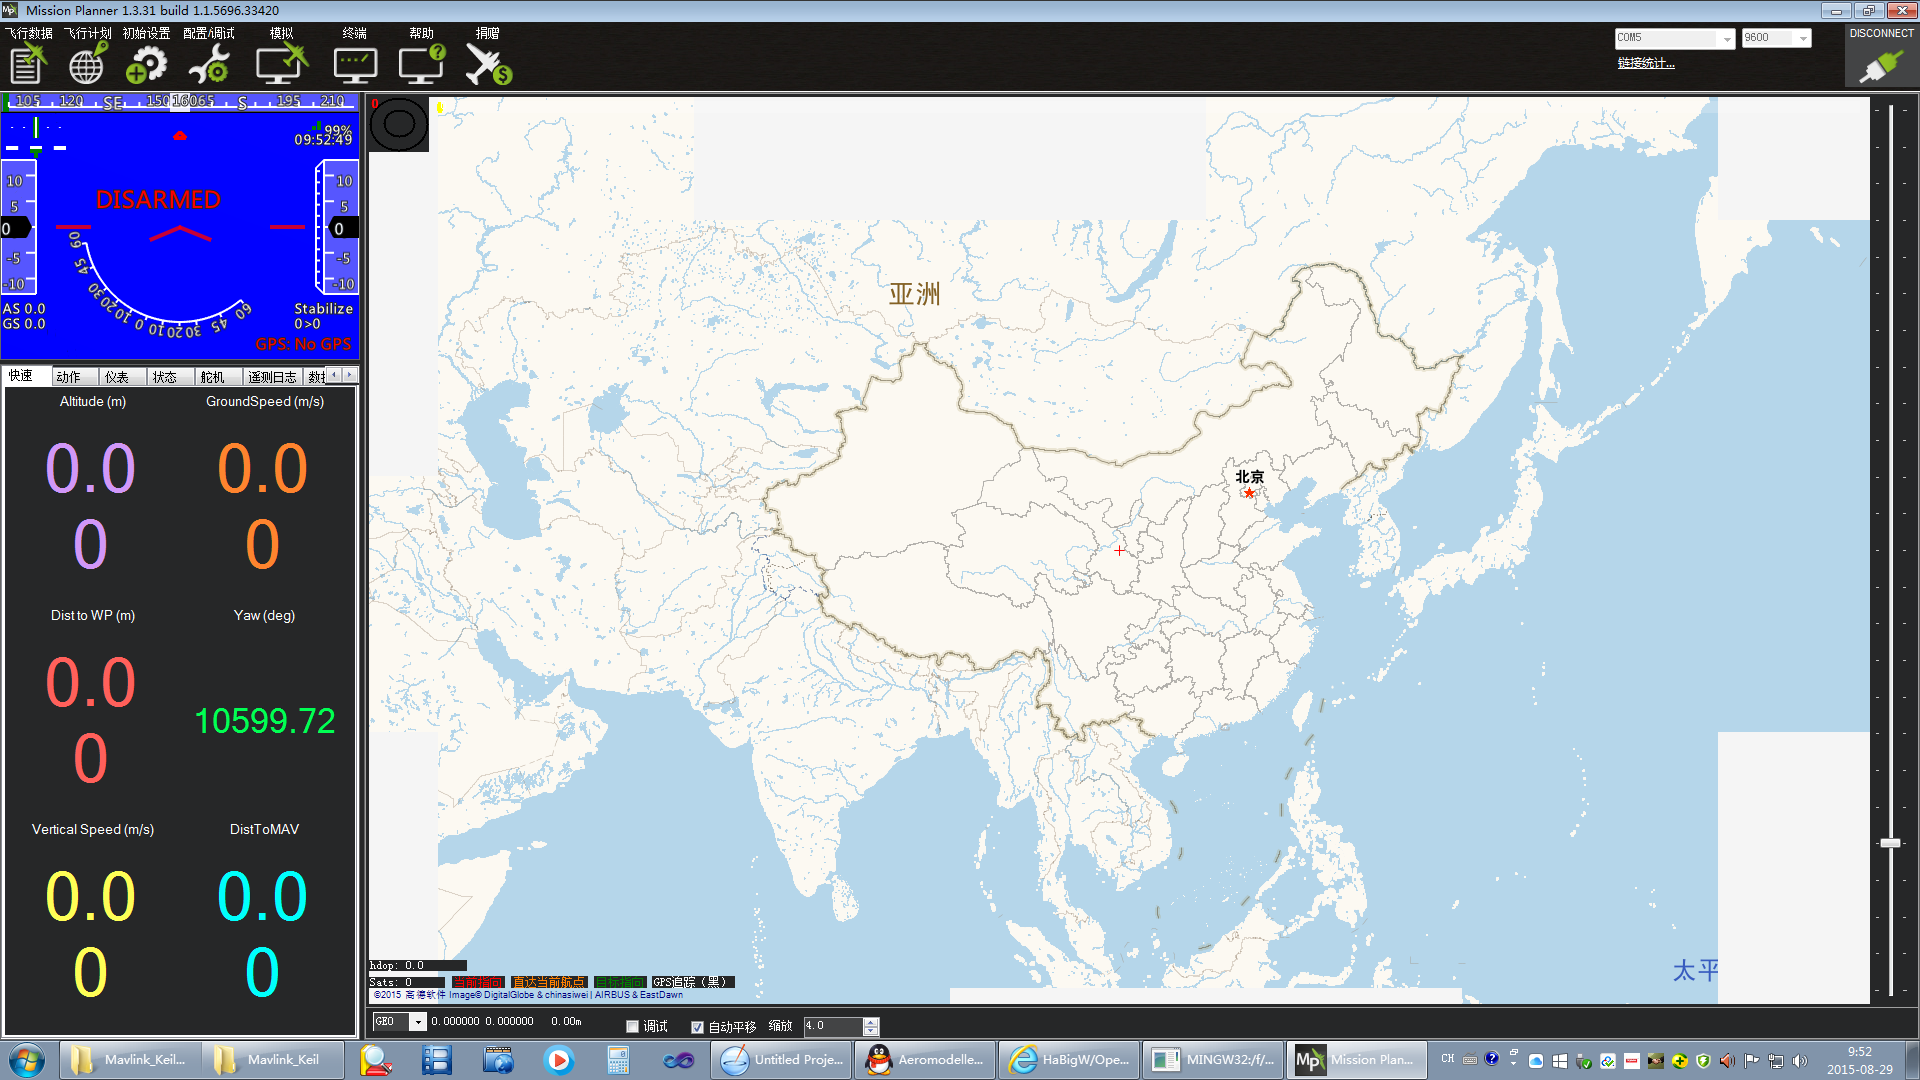 Mission Planner 1.3.31 build 1.1.5696.33420
飞行数据 飞行计划 初始设置 配置/调试 模拟 终端 帮助 捐赠
COM5 9600 DISCONNECT
链接统计...
105 120 SE 150 160 65 S 195 210
99%
09:52:49
DISARMED
10 10
5 5
0 0
-5 -5
-10 -10
60 45 30 20 10 0 10 20 30 45 60
AS 0.0 Stabilize
GS 0.0 0>0
GPS: No GPS
快速 动作 仪表 状态 舵机 遥测日志
Altitude (m) GroundSpeed (m/s)
0.0 0.0
0 0
Dist to WP (m) Yaw (deg)
0.0
10599.72
0
Vertical Speed (m/s) DistToMAV
0.0 0.0
0 0
0
亚洲
北京
太平
hdop: 0.0
Sats: 0 当前指向 直达当前航点 目标指向 GPS追踪（黑）
©2015 高德软件 Image© DigitalGlobe & chinasiwei | AIRBUS & EastDawn
GEO 0.000000 0.000000 0.00m 调试 自动平移 缩放 4.0
Mavlink_Keil... Mavlink_Keil Untitled Proje... Aeromodelle... HaBigW/Ope... MINGW32:/f/... Mission Plan... CH
9:52
2015-08-29